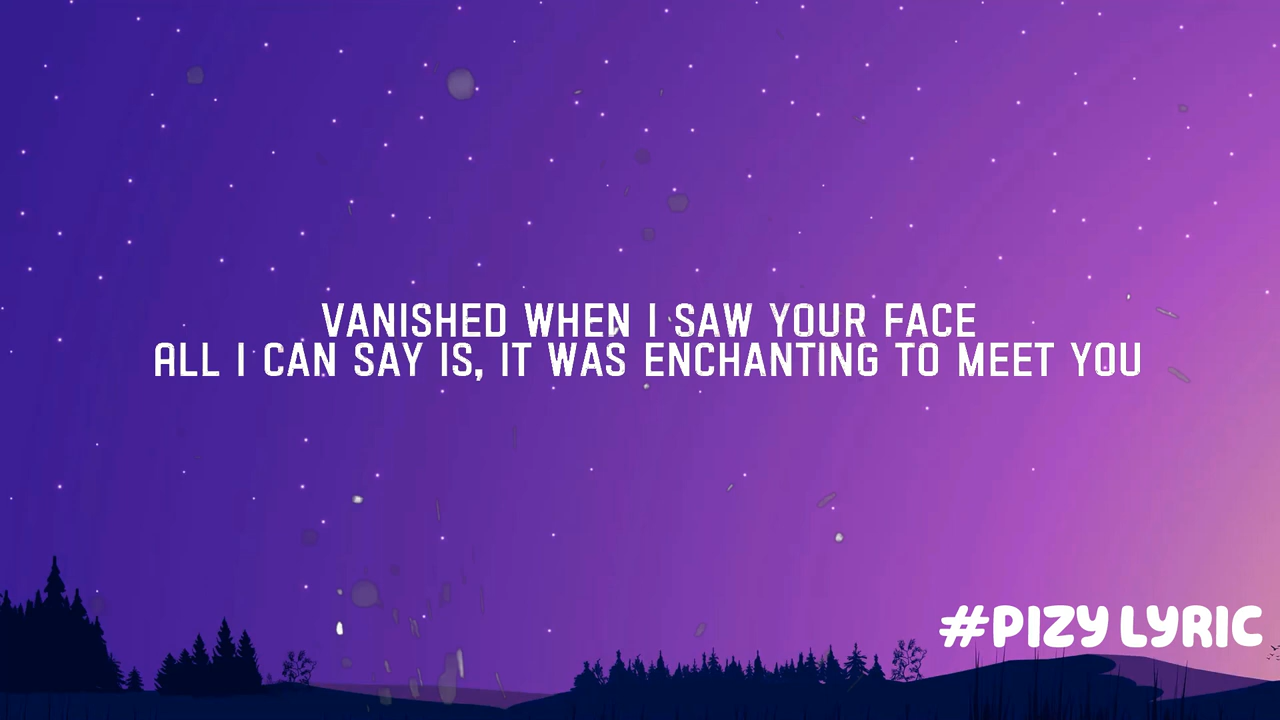 VANISHED WHEN I SAW YOUR FACE
ALL I CAN SAY IS, IT WAS ENCHANTING TO MEET YOU
#PIZY LYRIC